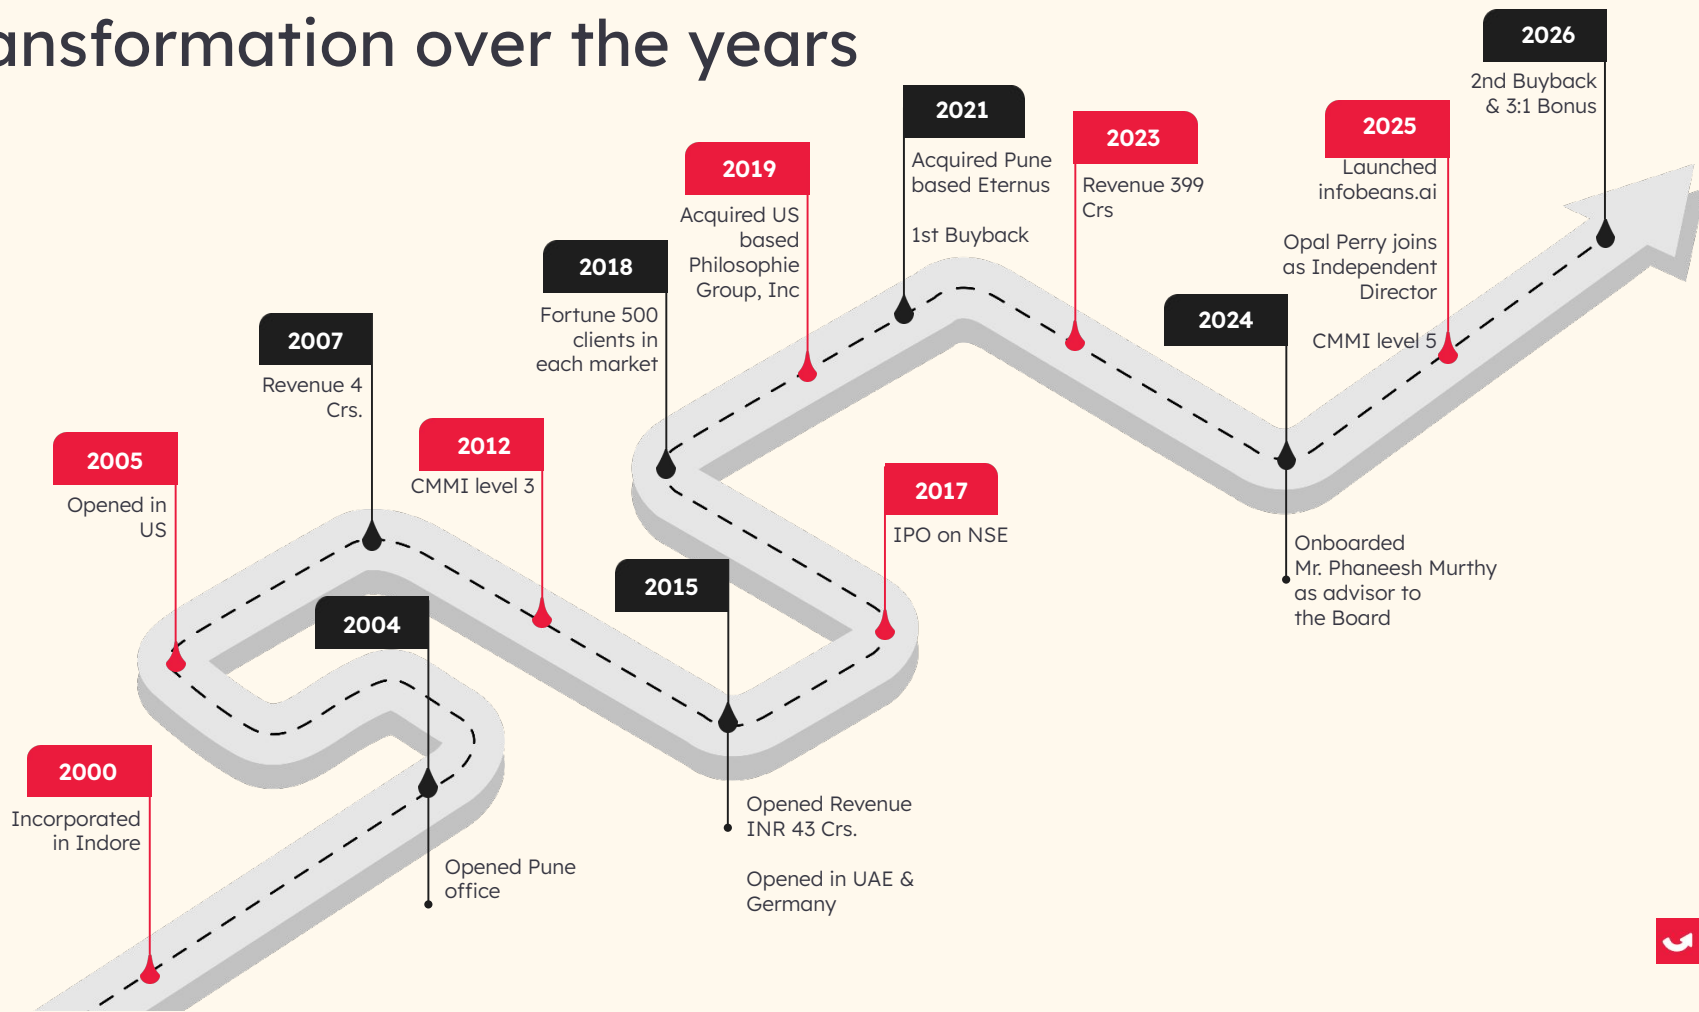 ansformation over the years
2000
Incorporated
in Indore
2004
Opened Pune
office
2005
Opened in
US
2007
Revenue 4
Crs.
2012
CMMI level 3
2015
Opened Revenue
INR 43 Crs.
Opened in UAE &
Germany
2017
IPO on NSE
2018
Fortune 500
clients in
each market
2019
Acquired US
based
Philosophie
Group, Inc
2021
Acquired Pune
based Eternus
1st Buyback
2023
Revenue 399
Crs
2024
Onboarded
Mr. Phaneesh Murthy
as advisor to
the Board
2025
Launched
infobeans.ai
Opal Perry joins
as Independent
Director
CMMI level 5
2026
2nd Buyback
& 3:1 Bonus